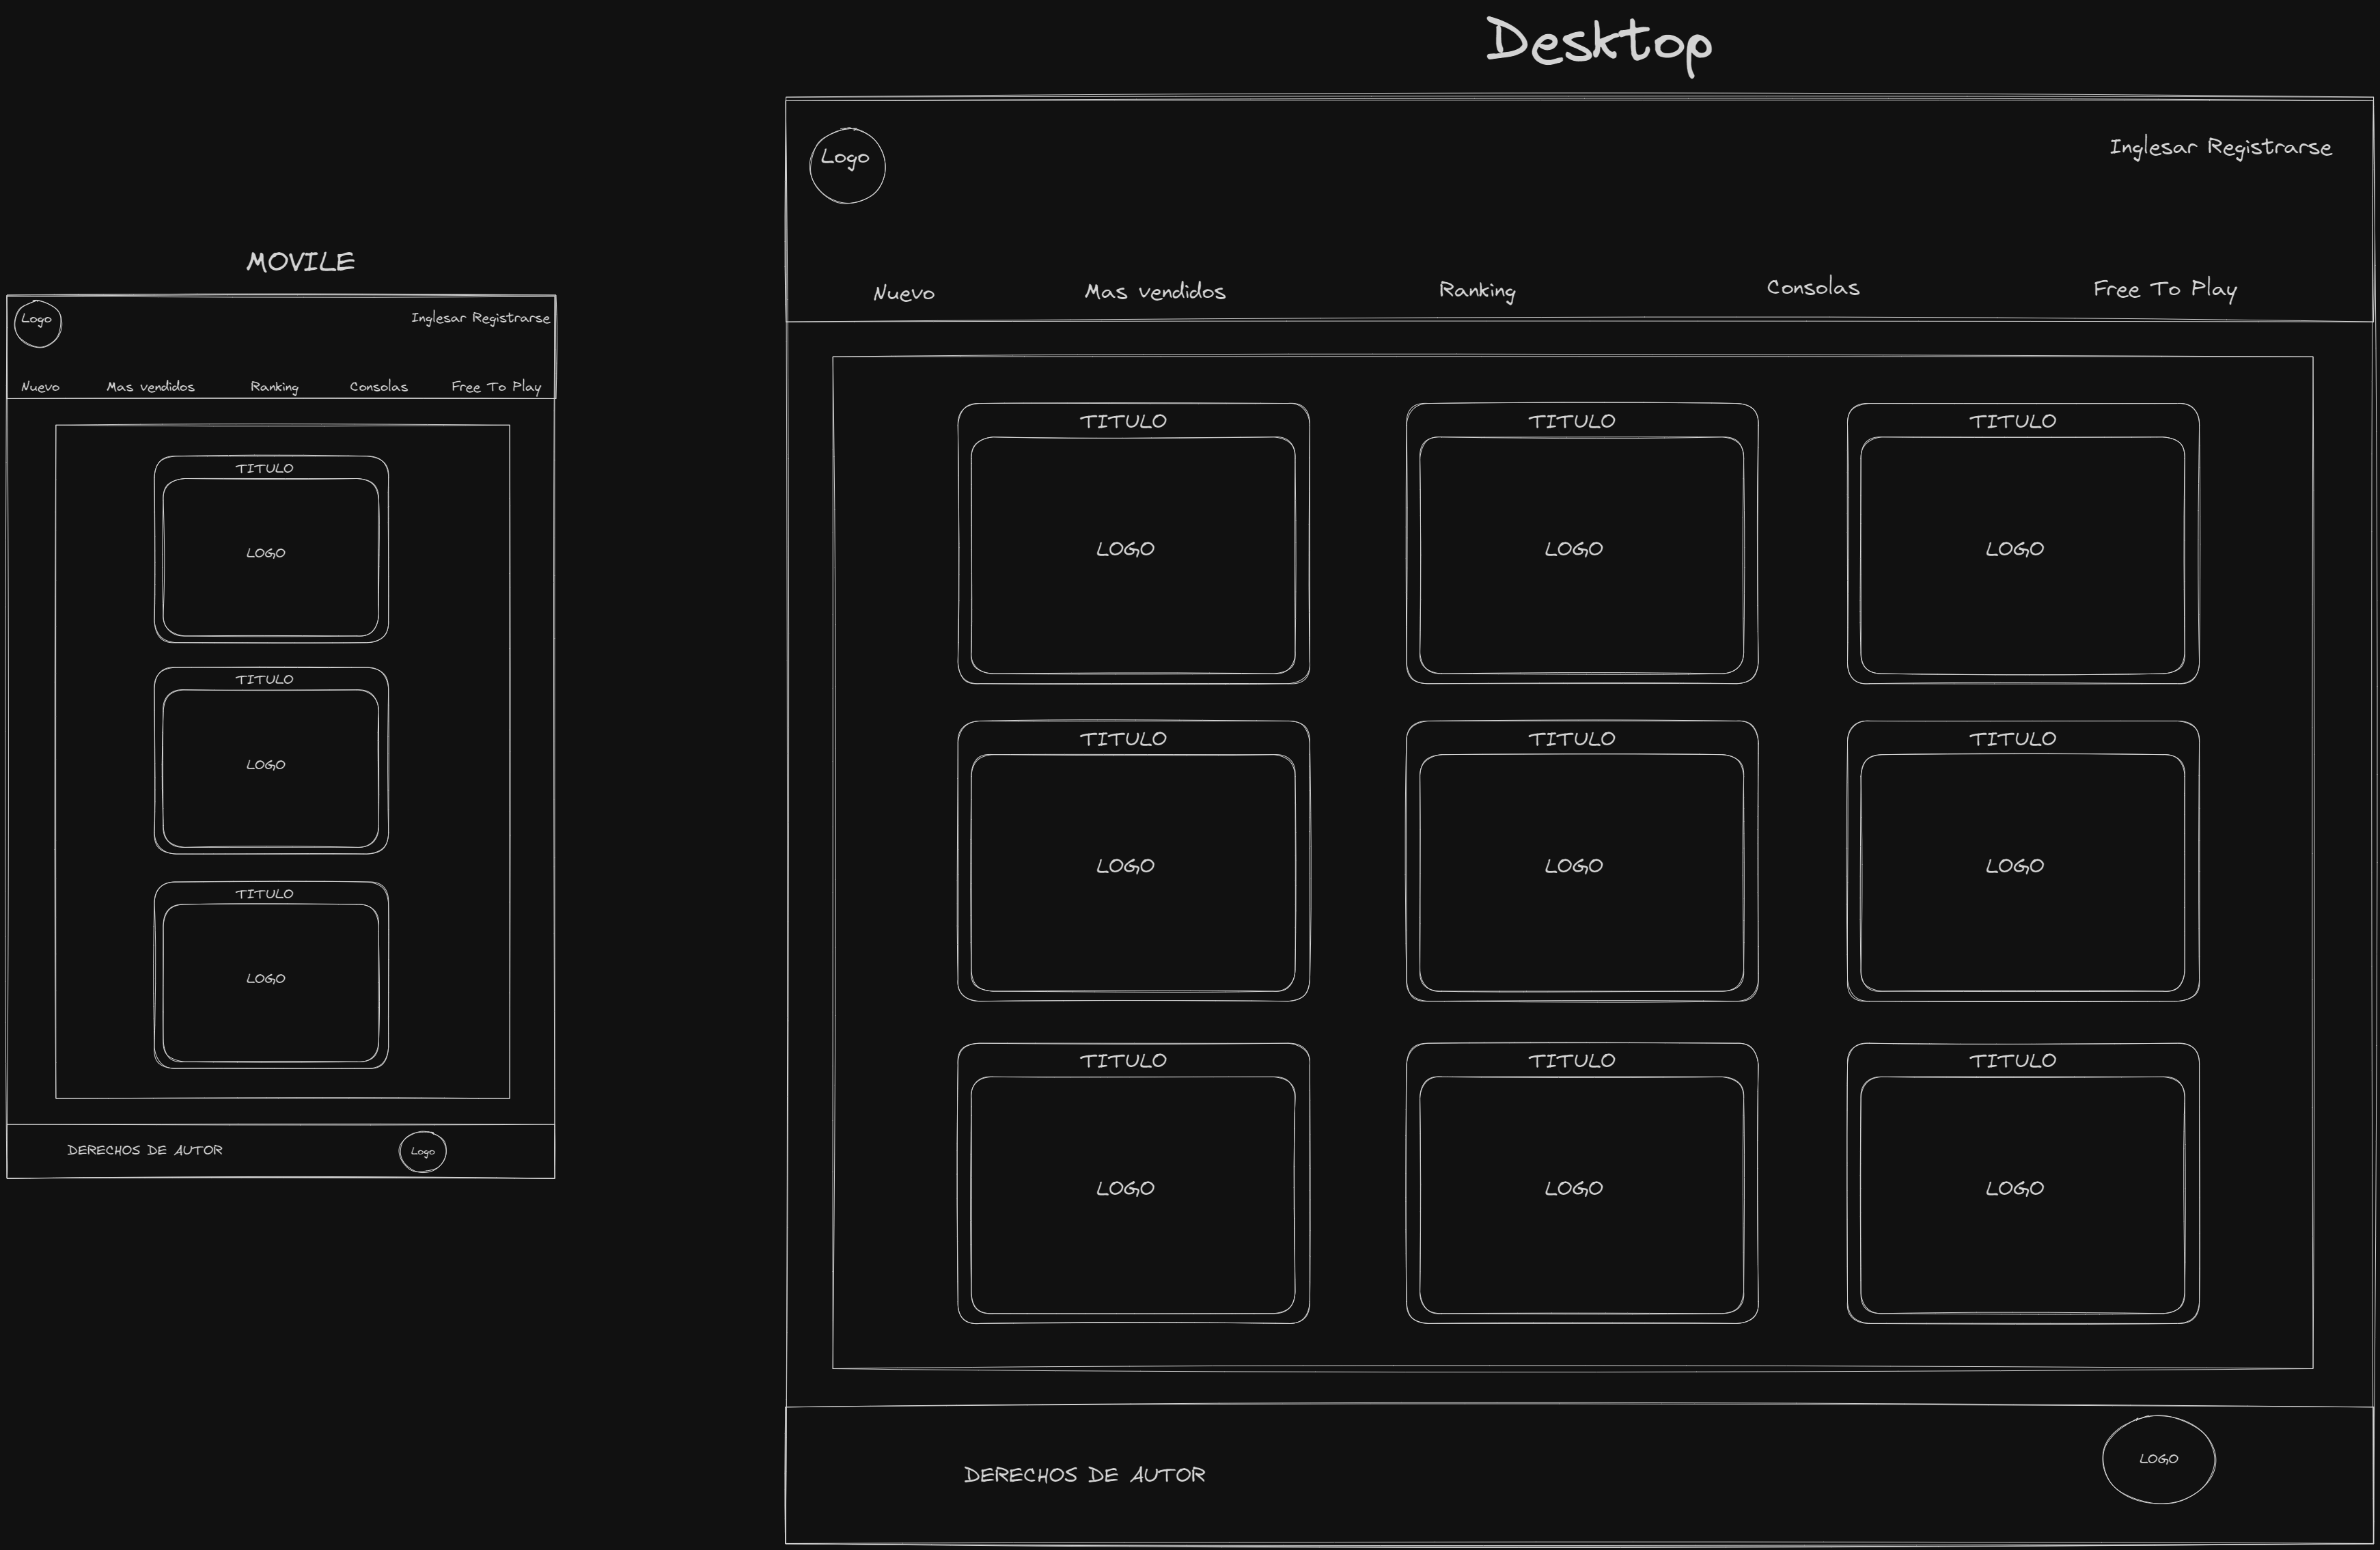 Desktop
Logo
Inglesar Registrarse
Nuevo Mas vendidos Ranking Consolas Free To Play
TITULO TITULO TITULO
LOGO LOGO LOGO
TITULO TITULO TITULO
LOGO LOGO LOGO
TITULO TITULO TITULO
LOGO LOGO LOGO
DERECHOS DE AUTOR
LOGO
MOVILE
Logo
Inglesar Registrarse
Nuevo Mas vendidos Ranking Consolas Free To Play
TITULO
LOGO
TITULO
LOGO
TITULO
LOGO
DERECHOS DE AUTOR
Logo